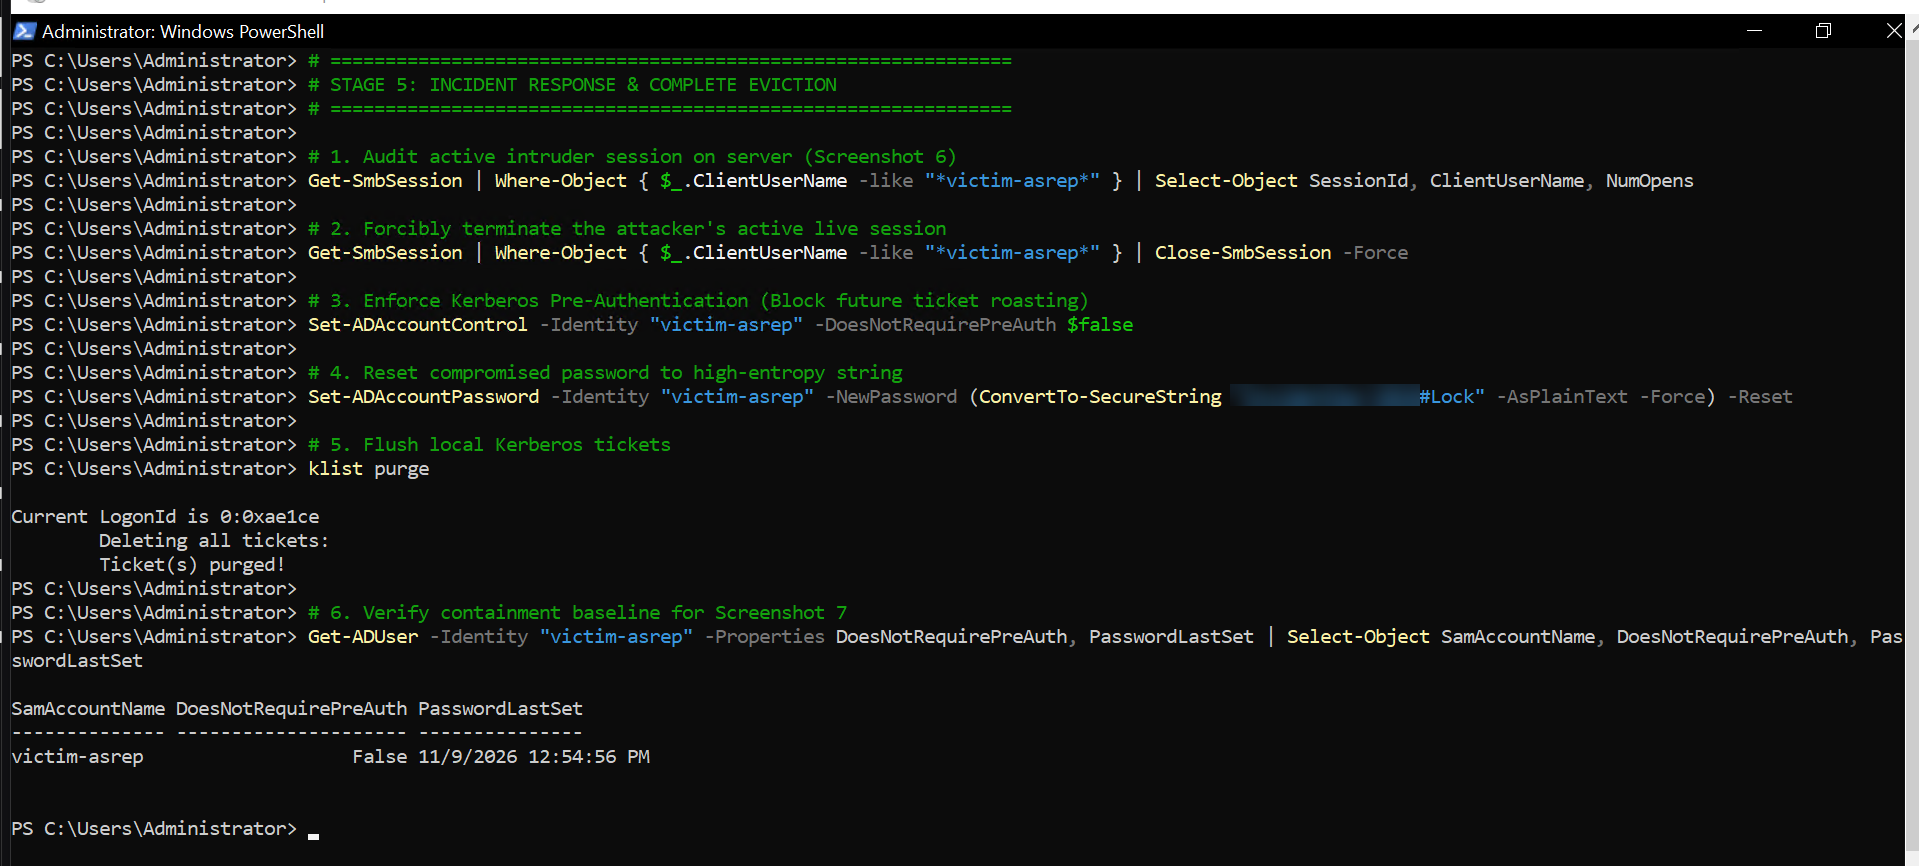 Administrator: Windows PowerShell
PS C:\Users\Administrator> # ==============================================================
PS C:\Users\Administrator> # STAGE 5: INCIDENT RESPONSE & COMPLETE EVICTION
PS C:\Users\Administrator> # ==============================================================
PS C:\Users\Administrator>
PS C:\Users\Administrator> # 1. Audit active intruder session on server (Screenshot 6)
PS C:\Users\Administrator> Get-SmbSession | Where-Object { $_.ClientUserName -like "*victim-asrep*" } | Select-Object SessionId, ClientUserName, NumOpens
PS C:\Users\Administrator>
PS C:\Users\Administrator> # 2. Forcibly terminate the attacker's active live session
PS C:\Users\Administrator> Get-SmbSession | Where-Object { $_.ClientUserName -like "*victim-asrep*" } | Close-SmbSession -Force
PS C:\Users\Administrator>
PS C:\Users\Administrator> # 3. Enforce Kerberos Pre-Authentication (Block future ticket roasting)
PS C:\Users\Administrator> Set-ADAccountControl -Identity "victim-asrep" -DoesNotRequirePreAuth $false
PS C:\Users\Administrator>
PS C:\Users\Administrator> # 4. Reset compromised password to high-entropy string
PS C:\Users\Administrator> Set-ADAccountPassword -Identity "victim-asrep" -NewPassword (ConvertTo-SecureString #Lock" -AsPlainText -Force) -Reset
PS C:\Users\Administrator>
PS C:\Users\Administrator> # 5. Flush local Kerberos tickets
PS C:\Users\Administrator> klist purge
Current LogonId is 0:0xae1ce
Deleting all tickets:
Ticket(s) purged!
PS C:\Users\Administrator>
PS C:\Users\Administrator> # 6. Verify containment baseline for Screenshot 7
PS C:\Users\Administrator> Get-ADUser -Identity "victim-asrep" -Properties DoesNotRequirePreAuth, PasswordLastSet | Select-Object SamAccountName, DoesNotRequirePreAuth, Pas
swordLastSet
SamAccountName DoesNotRequirePreAuth PasswordLastSet
-------------- --------------------- ---------------
victim-asrep False 11/9/2026 12:54:56 PM
PS C:\Users\Administrator>